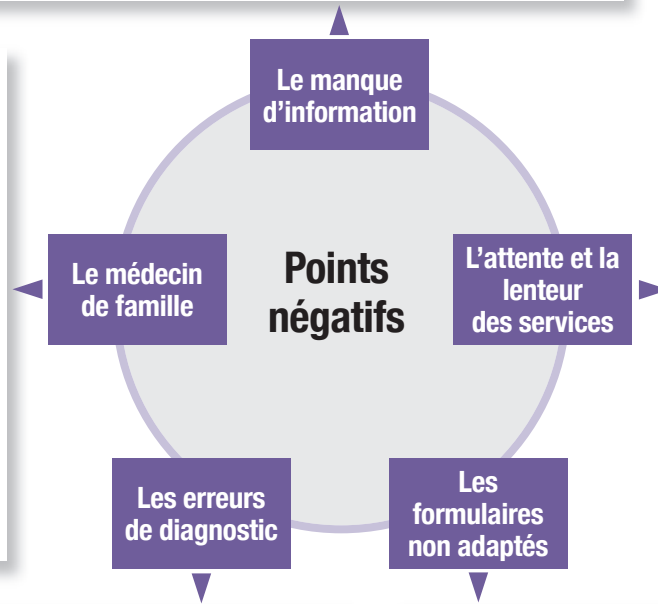 Le manque
d'information
Le médecin
de famille
Points
négatifs
L'attente et la
lenteur
des services
Les erreurs
de diagnostic
Les
formulaires
non adaptés